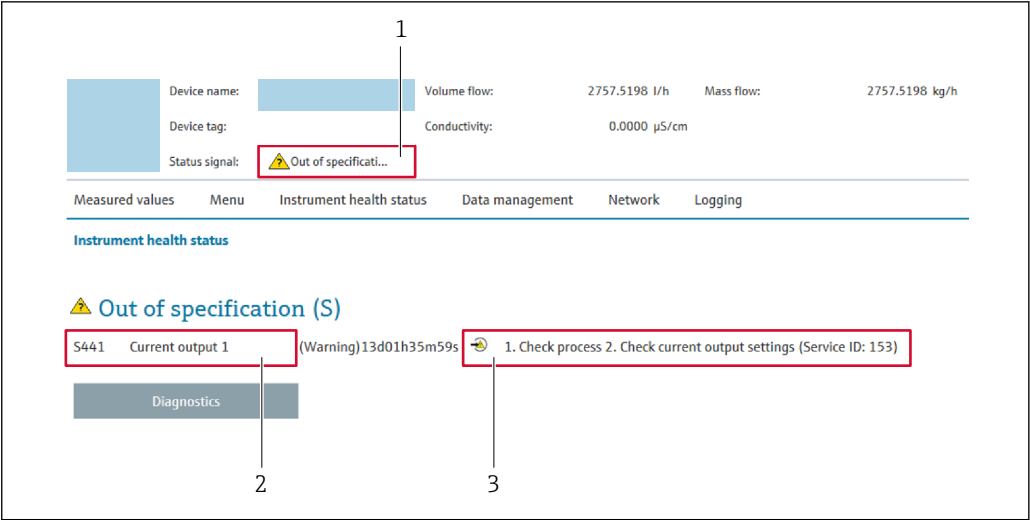 1
Device name: Volume flow: 2757.5198 l/h Mass flow: 2757.5198 kg/h
Device tag: Conductivity: 0.0000 µS/cm
Status signal: Out of specificati...
Measured values Menu Instrument health status Data management Network Logging
Instrument health status
Out of specification (S)
S441 Current output 1 (Warning)13d01h35m59s 1. Check process 2. Check current output settings (Service ID: 153)
Diagnostics
2 3